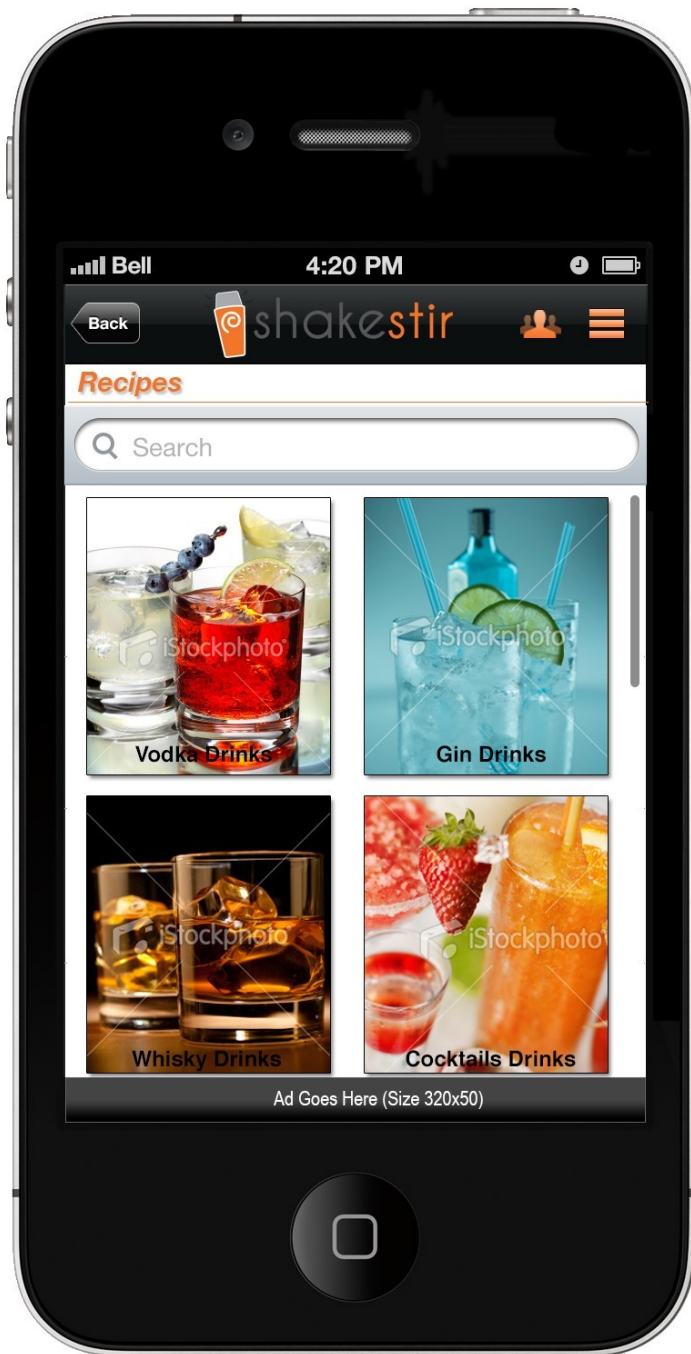 Bell 4:20 PM
Back shakestir
Recipes
Search
iStockphoto iStockphoto
Vodka Drinks Gin Drinks
iStockphoto iStockphoto
Whisky Drinks Cocktails Drinks
Ad Goes Here (Size 320x50)